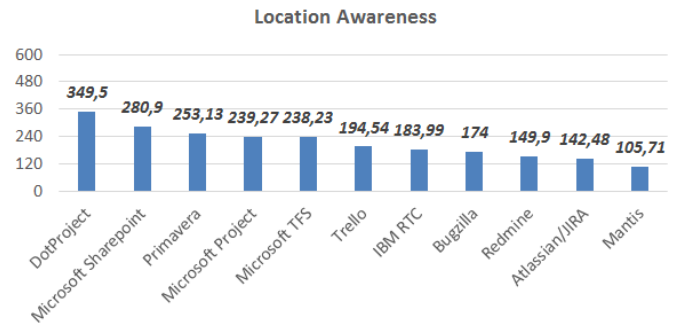 Location Awareness
600
480
360
240
120
0
349,5
280,9
253,13
239,27
238,23
194,54
183,99
174
149,9
142,48
105,71
DotProject
Microsoft Sharepoint
Primavera
Microsoft Project
Microsoft TFS
Trello
IBM RTC
Bugzilla
Redmine
Atlassian/JIRA
Mantis